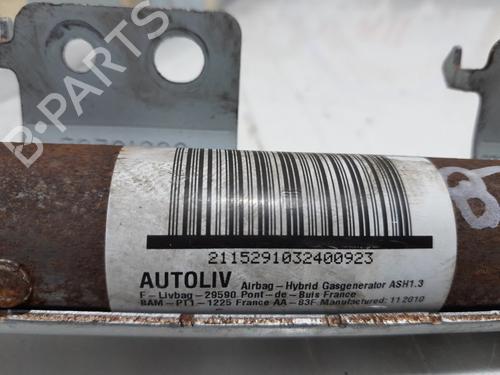 2115291032400923
AUTOLIV Airbag-Hybrid Gasgenerator ASH1.3
F-Livbag-29590 Pont-de-Buis France
BAM-PT1-1225 France AA-83F Manufactured: 112010
B-PARTS